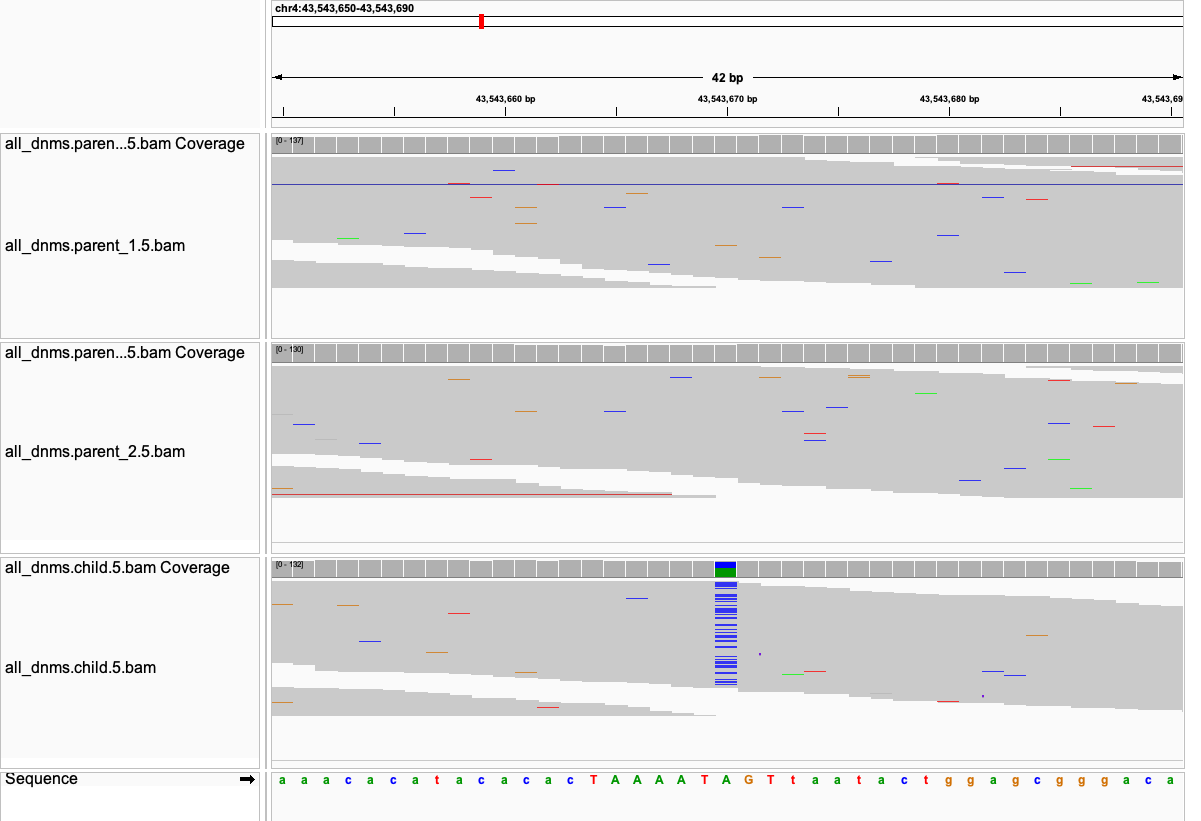 chr4:43,543,650-43,543,690
42 bp
43,543,660 bp
43,543,670 bp
43,543,680 bp
43,543,69
all_dnms.paren...5.bam Coverage
[0 - 137]
all_dnms.parent_1.5.bam
all_dnms.paren...5.bam Coverage
[0 - 130]
all_dnms.parent_2.5.bam
all_dnms.child.5.bam Coverage
[0 - 132]
all_dnms.child.5.bam
Sequence
a a a c a c a t a c a c a c T A A A A T A G T t a a t a c t g g a g c g g g a c a